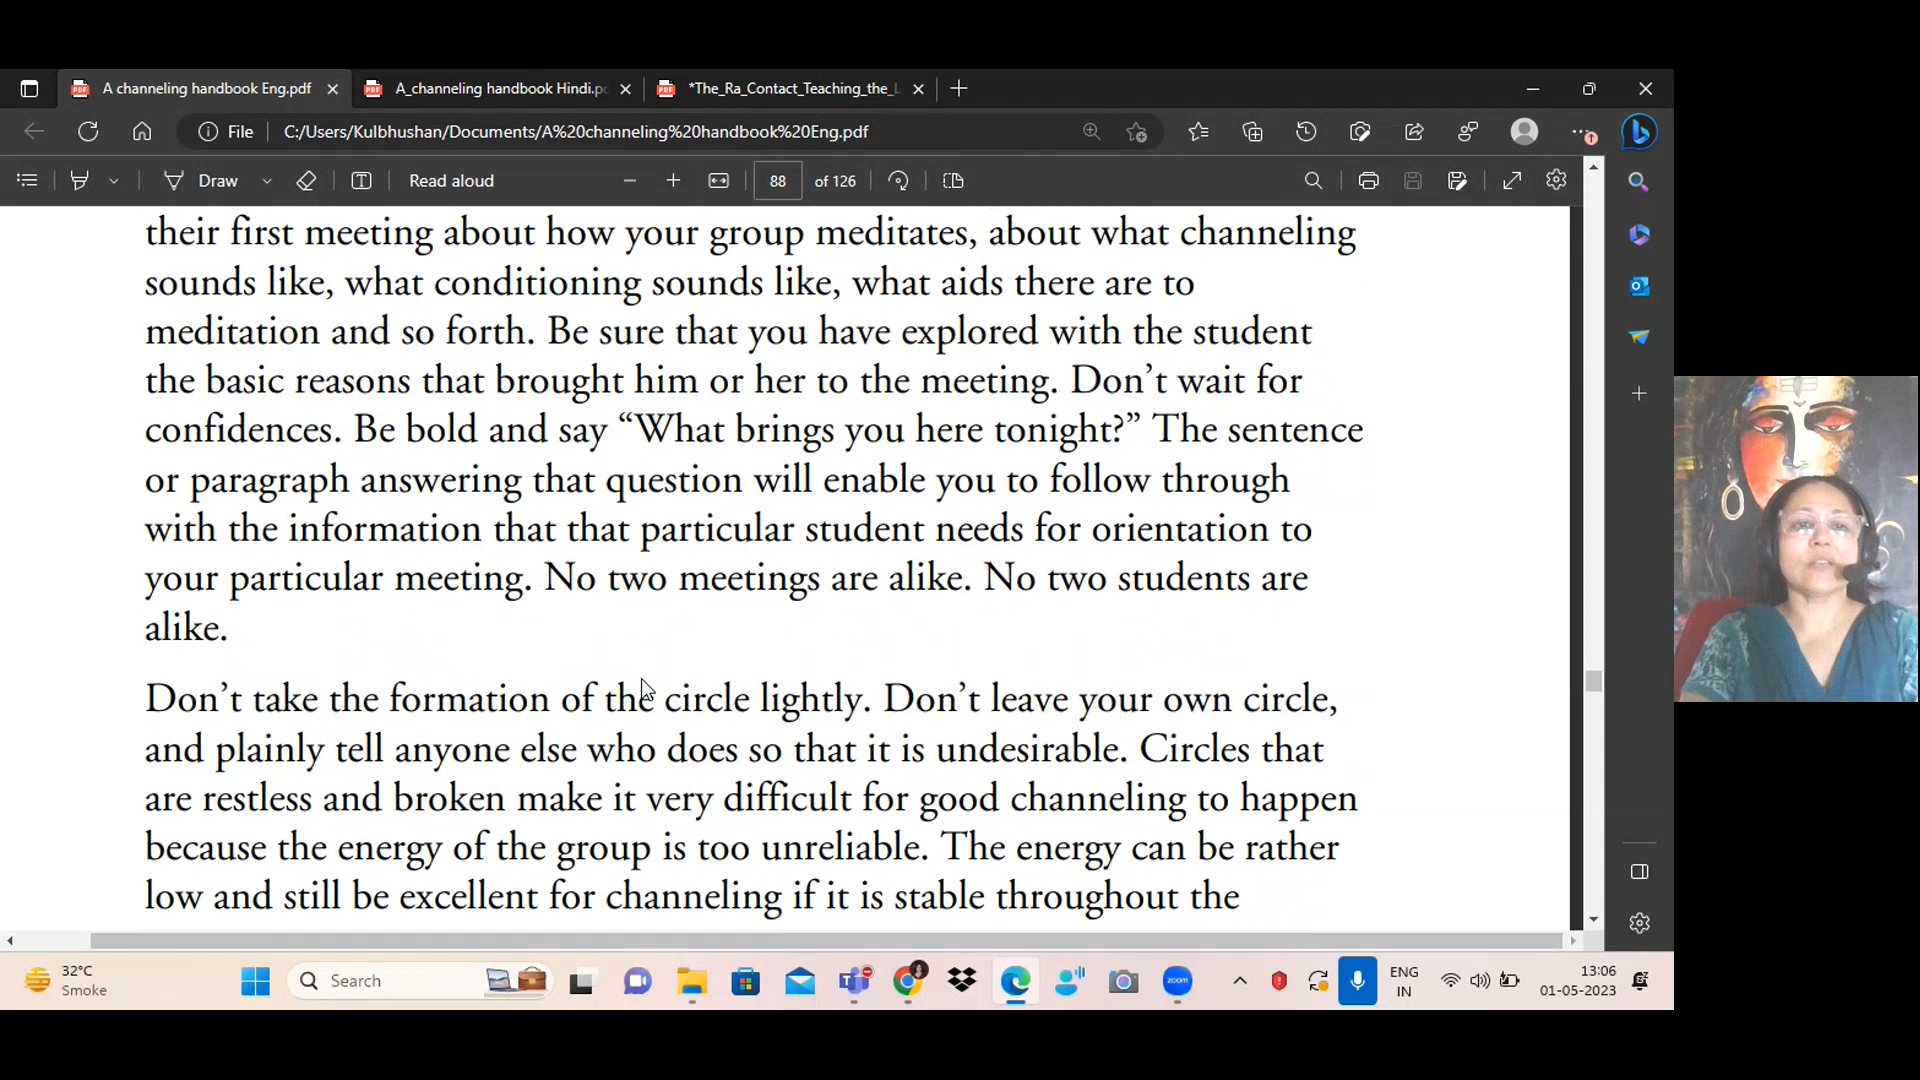 A channeling handbook Eng.pdf
A_channeling handbook Hindi.p
*The_Ra_Contact_Teaching_the_L
File
C:/Users/Kulbhushan/Documents/A%20channeling%20handbook%20Eng.pdf
Draw
Read aloud
88
of 126
their first meeting about how your group meditates, about what channeling
sounds like, what conditioning sounds like, what aids there are to
meditation and so forth. Be sure that you have explored with the student
the basic reasons that brought him or her to the meeting. Don’t wait for
confidences. Be bold and say “What brings you here tonight?” The sentence
or paragraph answering that question will enable you to follow through
with the information that that particular student needs for orientation to
your particular meeting. No two meetings are alike. No two students are
alike.
Don’t take the formation of the circle lightly. Don’t leave your own circle,
and plainly tell anyone else who does so that it is undesirable. Circles that
are restless and broken make it very difficult for good channeling to happen
because the energy of the group is too unreliable. The energy can be rather
low and still be excellent for channeling if it is stable throughout the
32°C
Smoke
Search
zoom
ENG
IN
13:06
01-05-2023